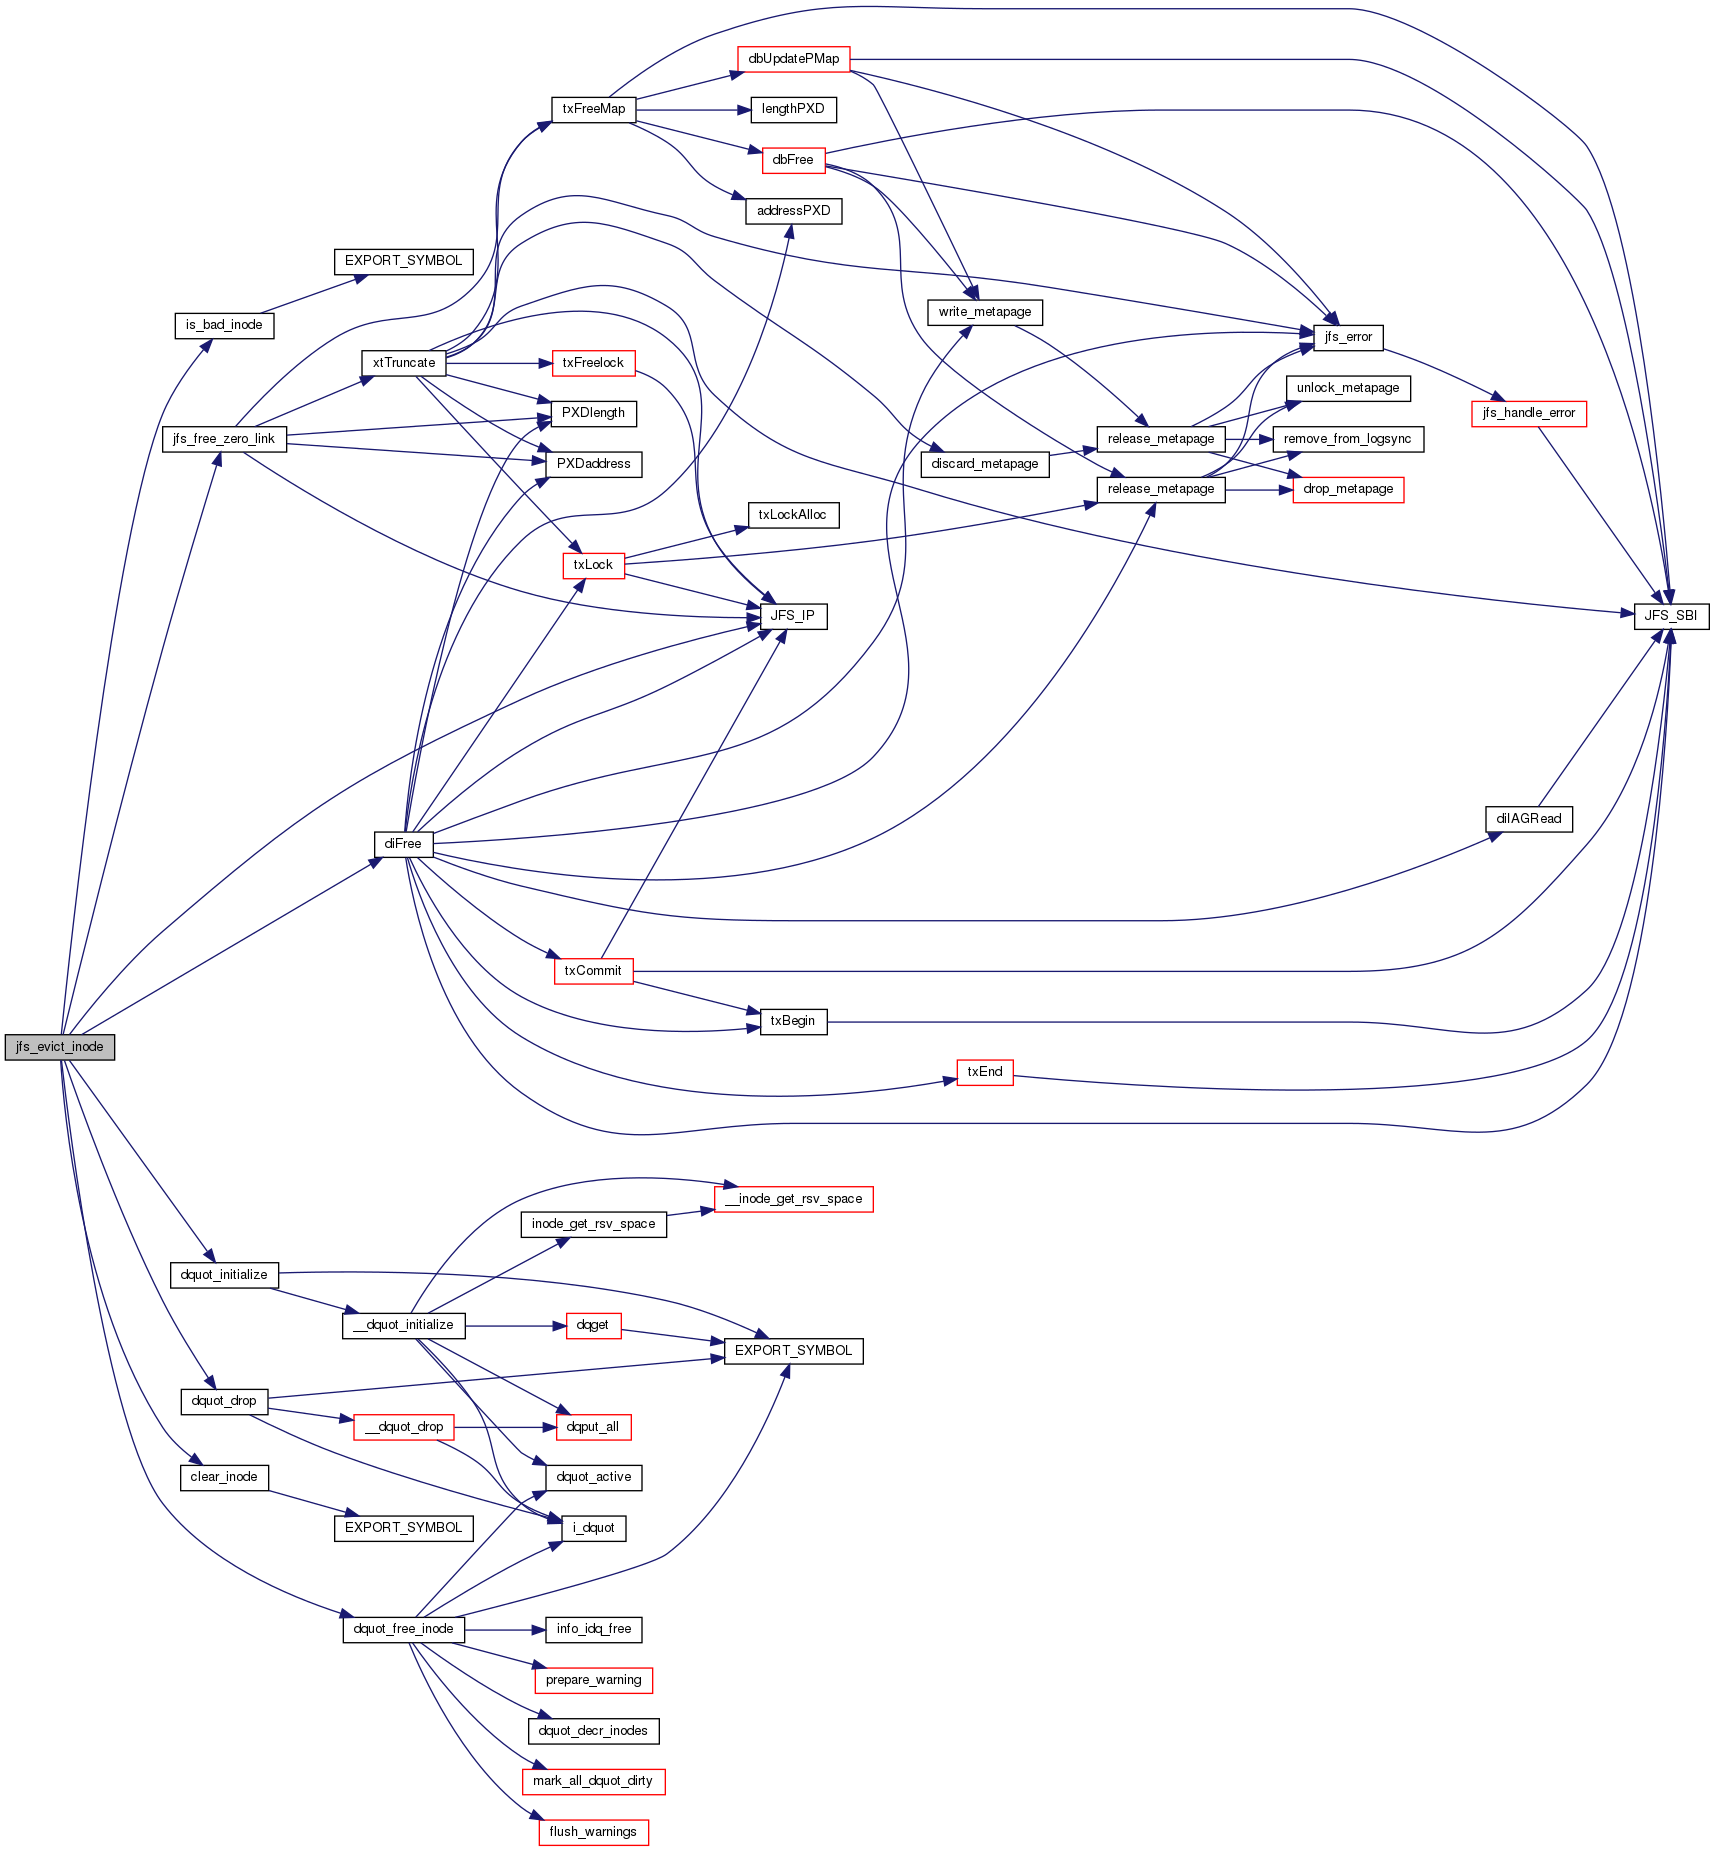 dbUpdatePMap
txFreeMap
lengthPXD
dbFree
addressPXD
EXPORT_SYMBOL
is_bad_inode
write_metapage
jfs_error
xtTruncate
txFreelock
unlock_metapage
PXDlength
jfs_handle_error
jfs_free_zero_link
release_metapage
remove_from_logsync
PXDaddress
discard_metapage
release_metapage
drop_metapage
txLockAlloc
txLock
JFS_IP
JFS_SBI
diIAGRead
diFree
txCommit
txBegin
jfs_evict_inode
txEnd
__inode_get_rsv_space
inode_get_rsv_space
dquot_initialize
__dquot_initialize
dqget
EXPORT_SYMBOL
dquot_drop
__dquot_drop
dqput_all
clear_inode
dquot_active
EXPORT_SYMBOL
i_dquot
dquot_free_inode
info_idq_free
prepare_warning
dquot_decr_inodes
mark_all_dquot_dirty
flush_warnings